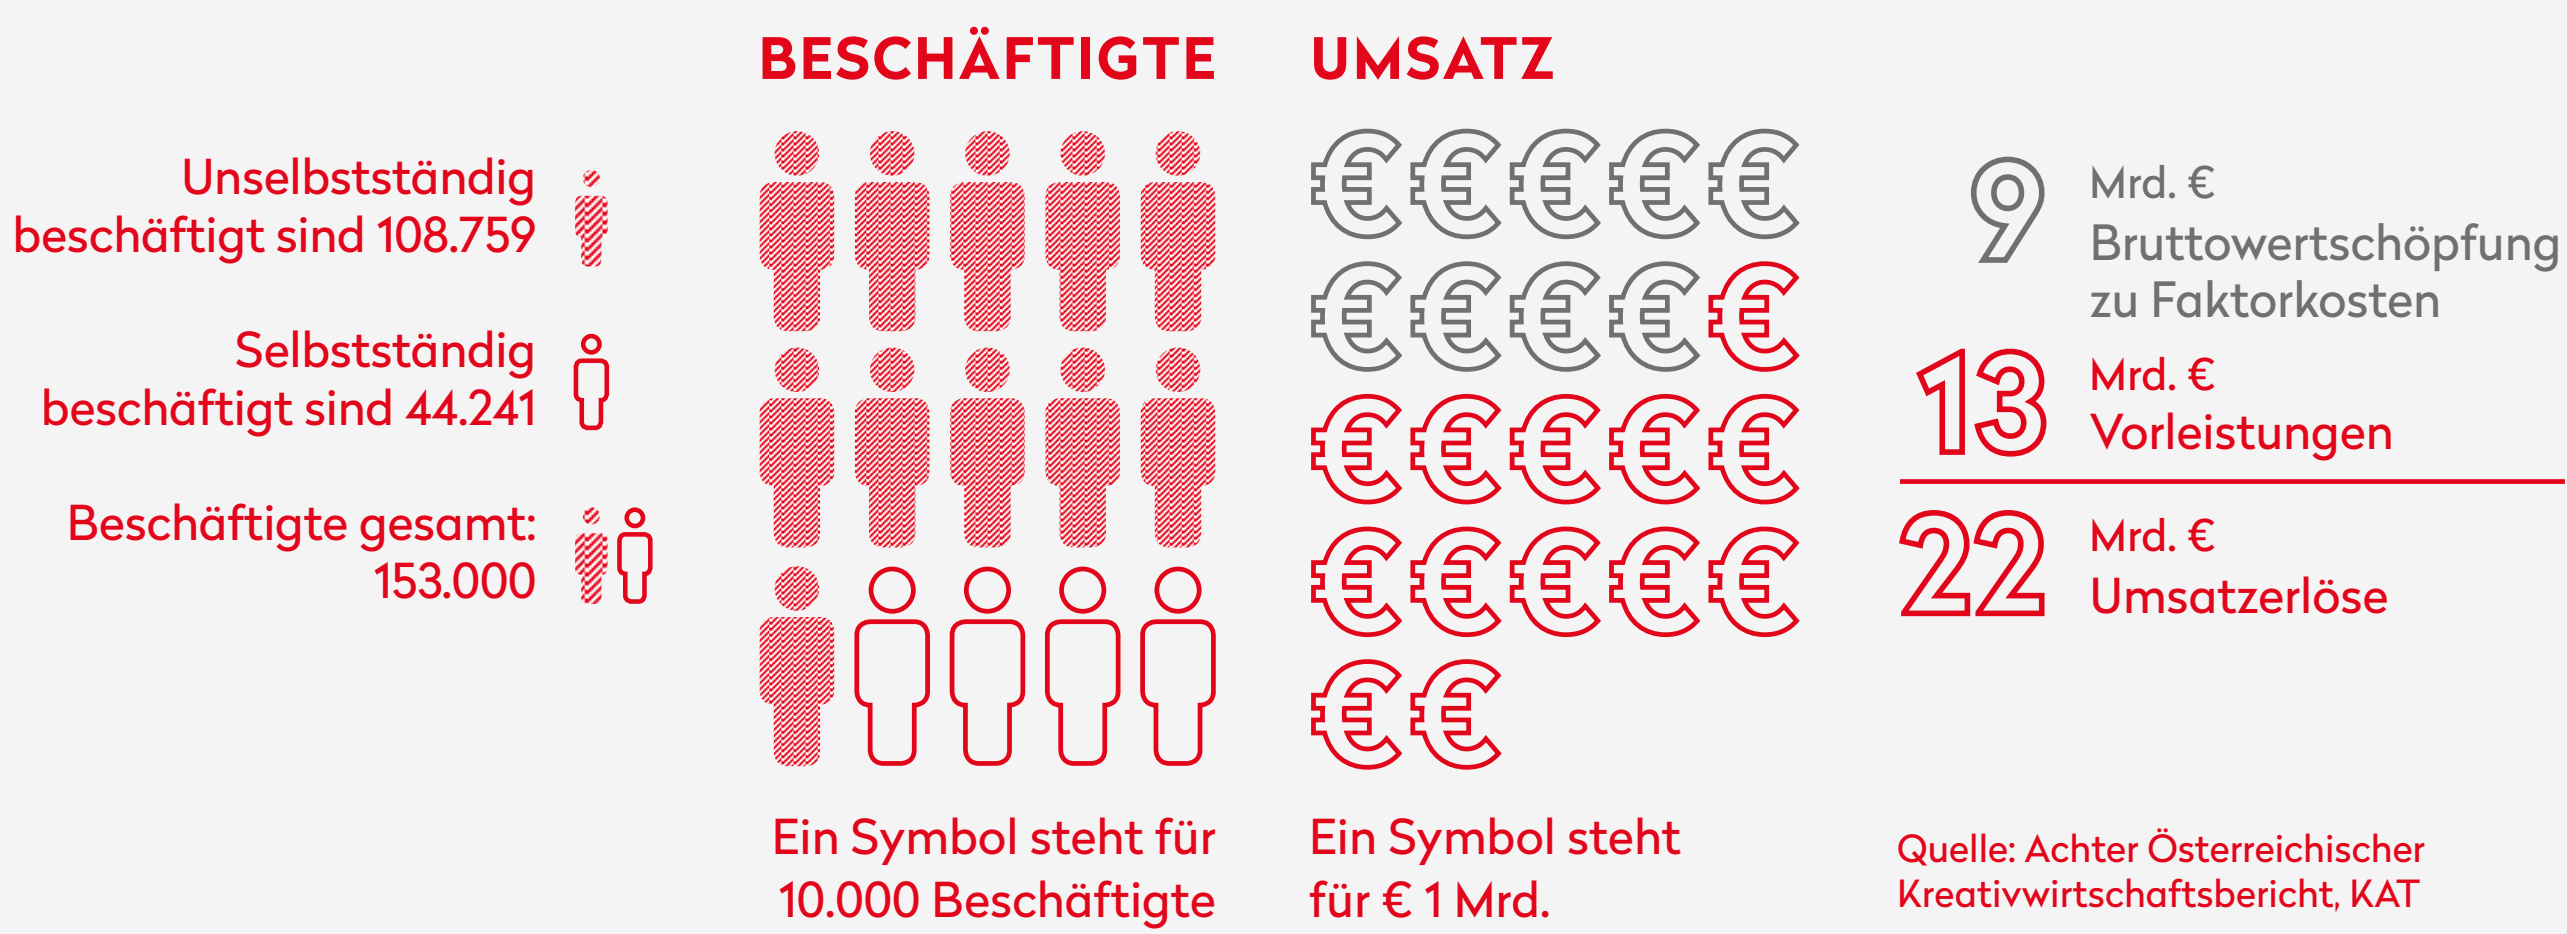 BESCHÄFTIGTE
UMSATZ
Unselbstständig
beschäftigt sind 108.759
Selbstständig
beschäftigt sind 44.241
Beschäftigte gesamt:
153.000
Ein Symbol steht für
10.000 Beschäftigte
€€€€€
€€€€€
€€€€€
€€€€€
€€
Ein Symbol steht
für € 1 Mrd.
9 Mrd. €
Bruttowertschöpfung
zu Faktorkosten
13 Mrd. €
Vorleistungen
22 Mrd. €
Umsatzerlöse
Quelle: Achter Österreichischer
Kreativwirtschaftsbericht, KAT